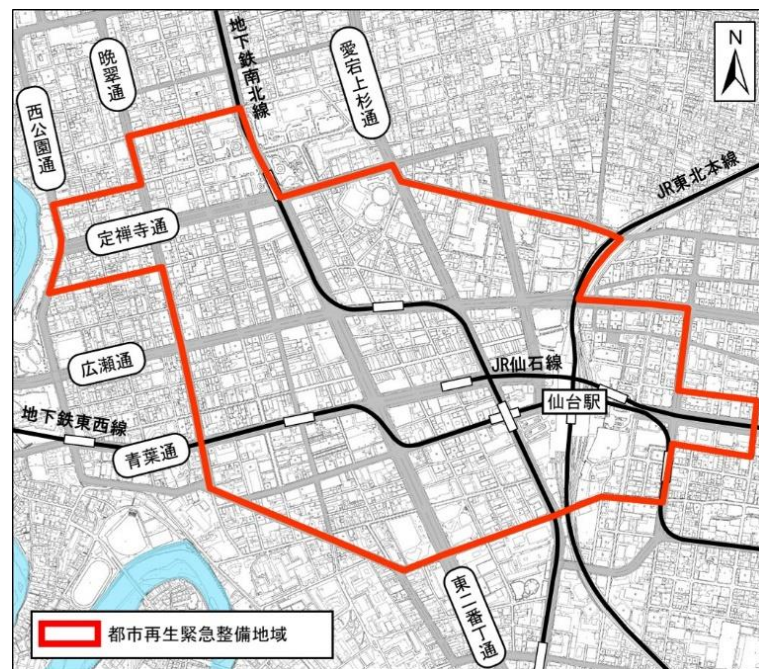 晩翠通
地下鉄南北線
愛宕上杉通
N
西公園通
JR東北本線
定禅寺通
広瀬通
JR仙石線
仙台駅
地下鉄東西線
青葉通
東二番丁通
都市再生緊急整備地域